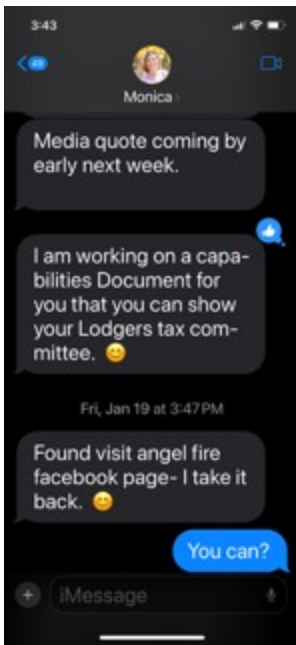 3:43
49
Monica
Media quote coming by
early next week.
I am working on a capa-
bilities Document for
you that you can show
your Lodgers tax com-
mittee. 😊
Fri, Jan 19 at 3:47 PM
Found visit angel fire
facebook page- I take it
back. 😊
You can?
iMessage